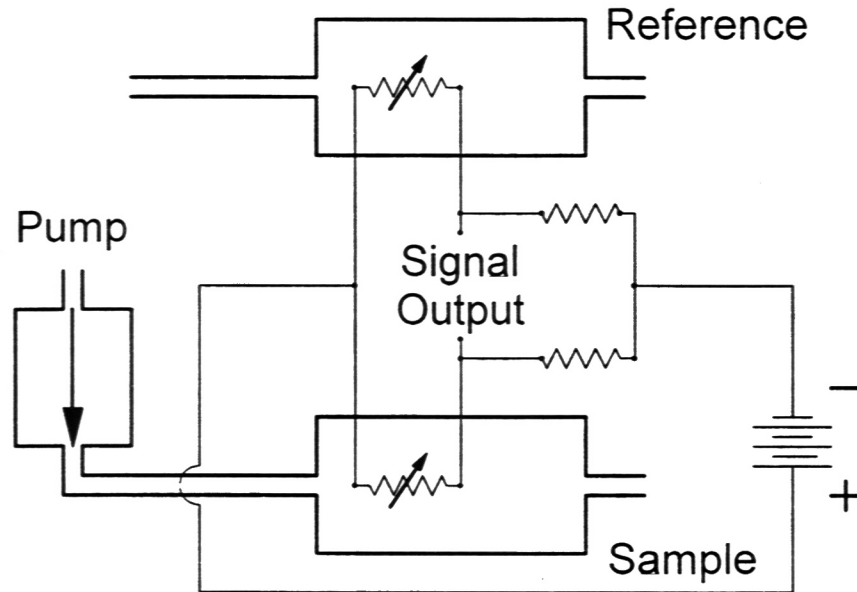 Reference
Pump
Signal
Output
−
+
Sample